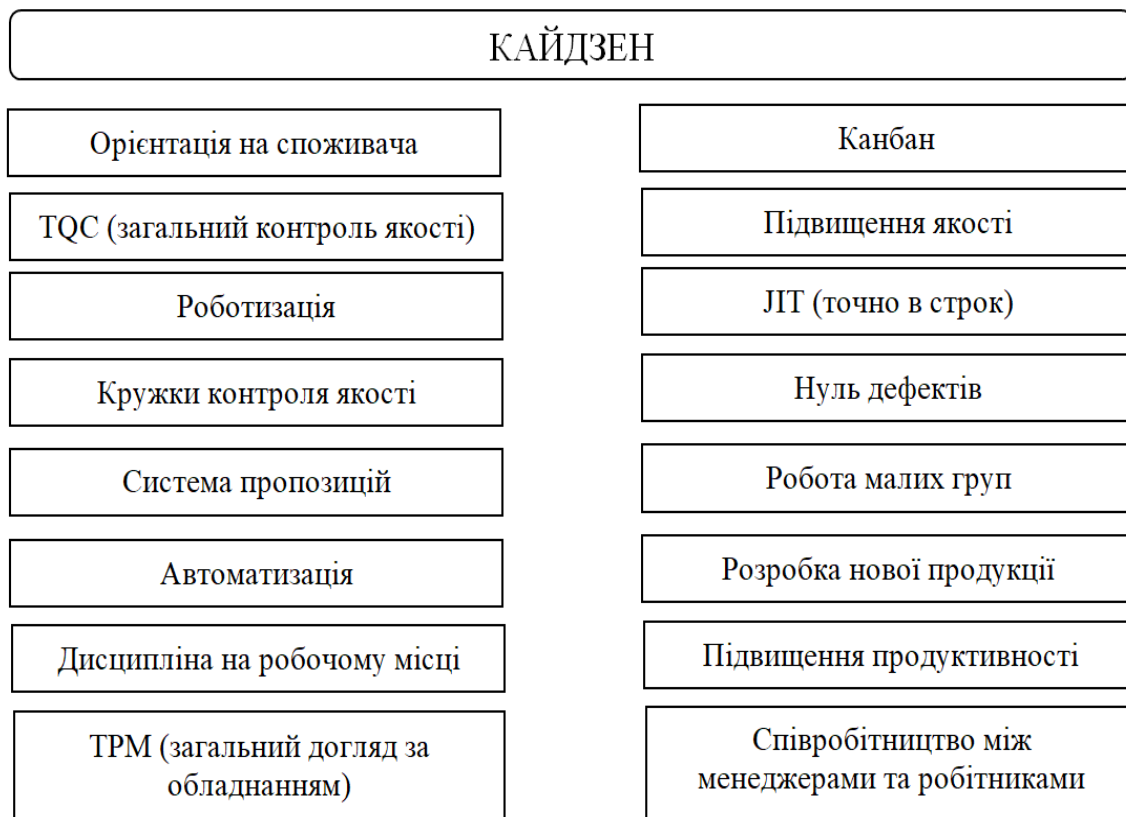 КАЙДЗЕН
Орієнтація на споживача
TQC (загальний контроль якості)
Роботизація
Кружки контроля якості
Система пропозицій
Автоматизація
Дисципліна на робочому місці
ТРМ (загальний догляд за
обладнанням)
Канбан
Підвищення якості
JIT (точно в строк)
Нуль дефектів
Робота малих груп
Розробка нової продукції
Підвищення продуктивності
Співробітництво між
менеджерами та робітниками